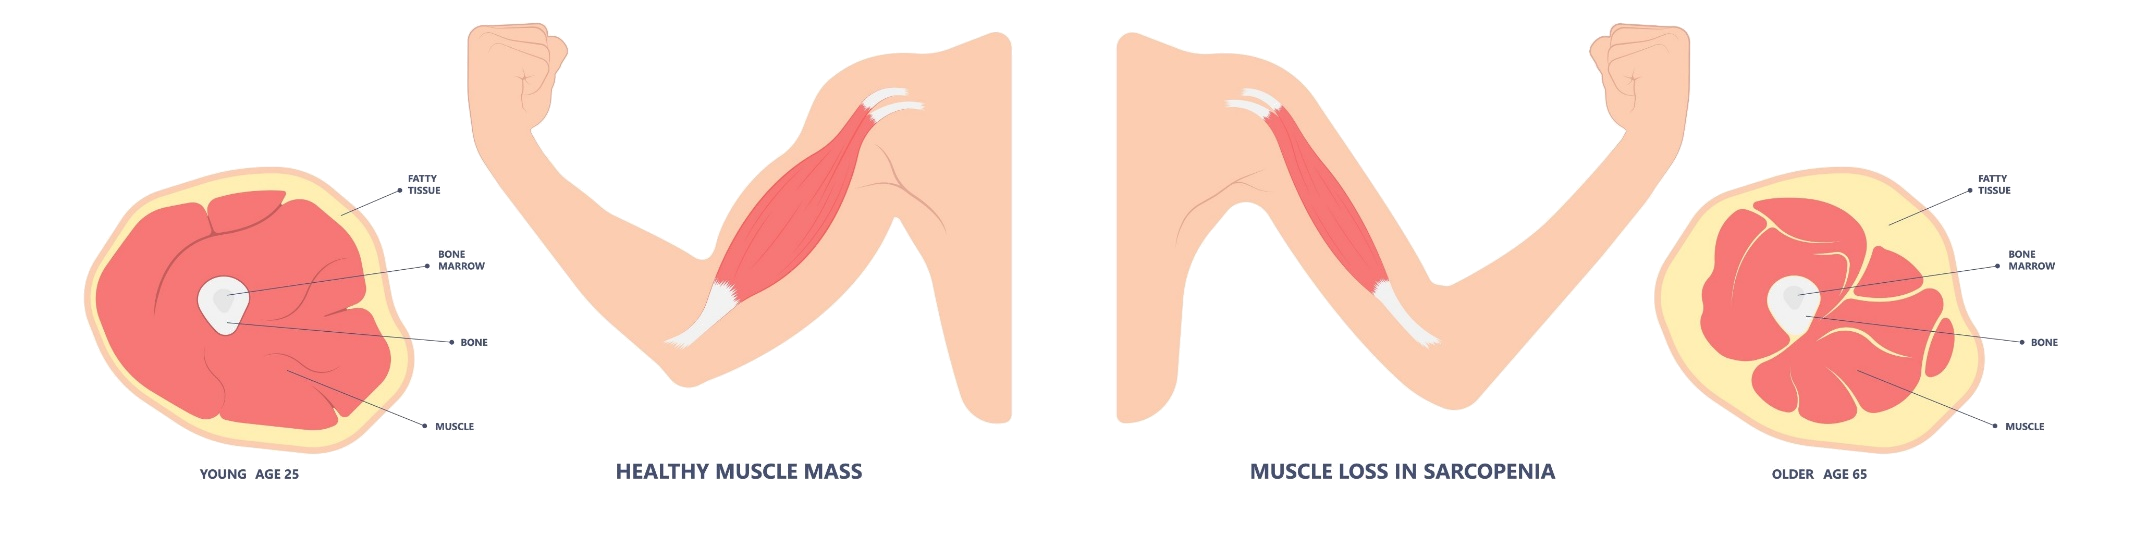 FATTY
TISSUE
BONE
MARROW
BONE
MUSCLE
YOUNG AGE 25
HEALTHY MUSCLE MASS
MUSCLE LOSS IN SARCOPENIA
FATTY
TISSUE
BONE
MARROW
BONE
MUSCLE
OLDER AGE 65